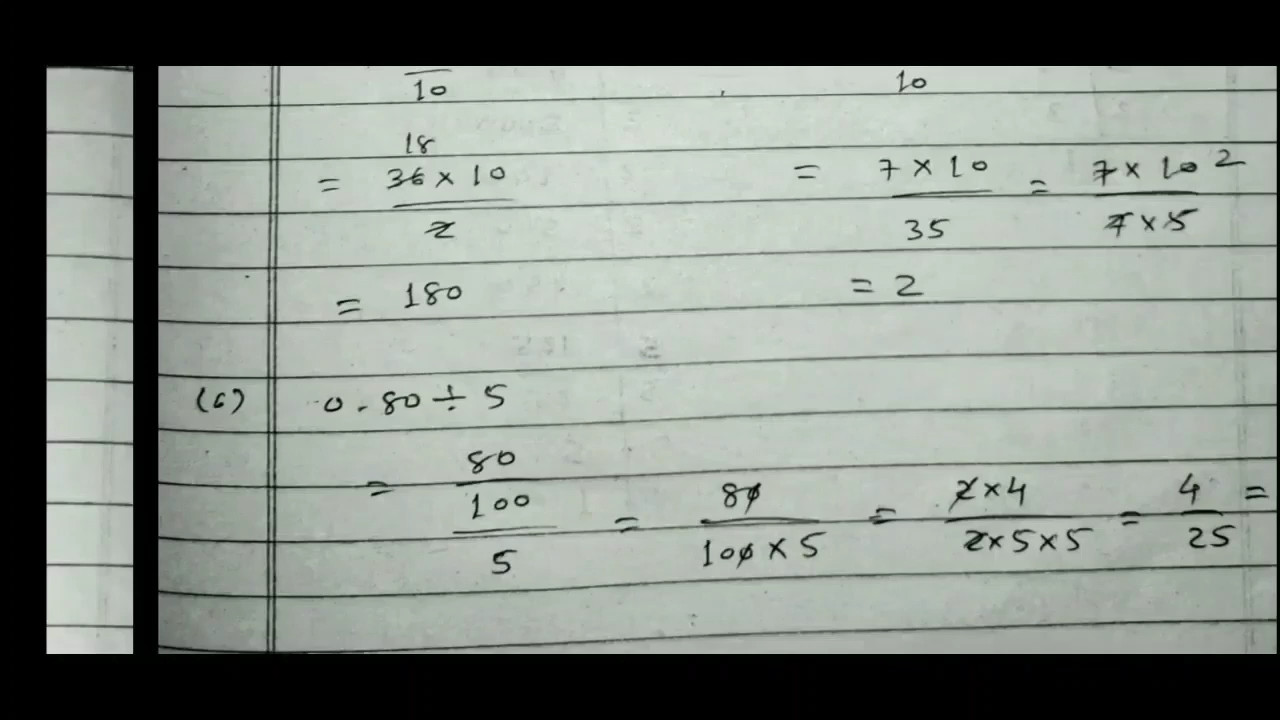 10 10
18
= 36 × 10 = 7 × 10 = 7 × 10 2
2 35 7 × 5
= 180 = 2
(6) 0.80 ÷ 5
80
= 100 = 80 = 2×4 = 4 =
5 100 × 5 2×5×5 25